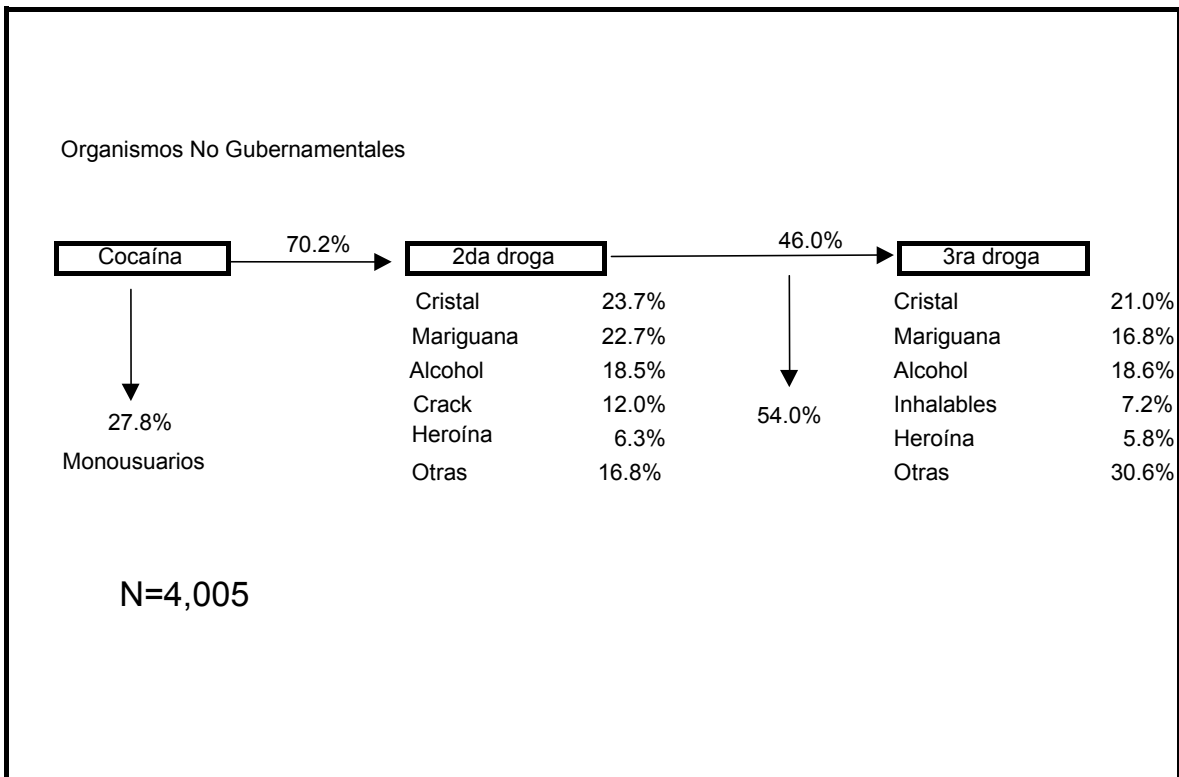 Organismos No Gubernamentales
Cocaína 70.2% 2da droga 46.0% 3ra droga
Cristal 23.7% Cristal 21.0%
Mariguana 22.7% Mariguana 16.8%
Alcohol 18.5% Alcohol 18.6%
Crack 12.0% Inhalables 7.2%
27.8% 54.0%
Heroína 6.3% Heroína 5.8%
Monousuarios Otras 16.8% Otras 30.6%
N=4,005